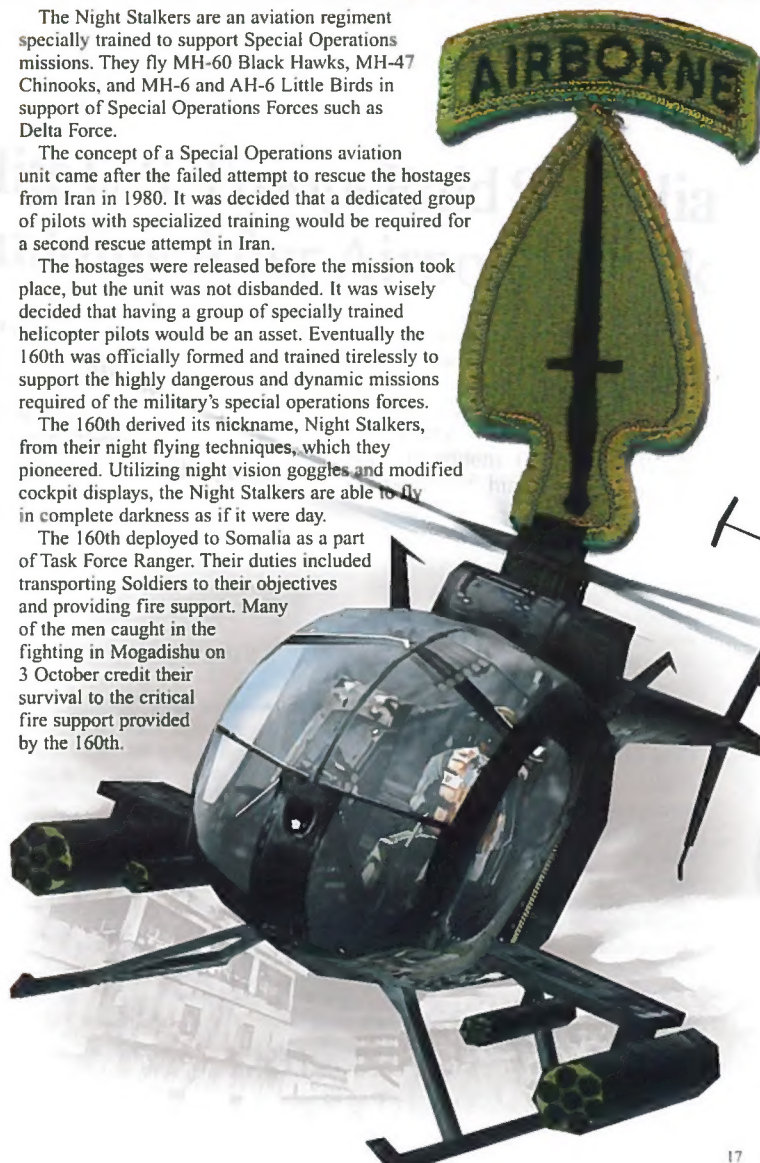 The Night Stalkers are an aviation regiment
specially trained to support Special Operations
missions. They fly MH-60 Black Hawks, MH-47
Chinooks, and MH-6 and AH-6 Little Birds in
support of Special Operations Forces such as
Delta Force.
The concept of a Special Operations aviation
unit came after the failed attempt to rescue the hostages
from Iran in 1980. It was decided that a dedicated group
of pilots with specialized training would be required for
a second rescue attempt in Iran.
The hostages were released before the mission took
place, but the unit was not disbanded. It was wisely
decided that having a group of specially trained
helicopter pilots would be an asset. Eventually the
160th was officially formed and trained tirelessly to
support the highly dangerous and dynamic missions
required of the military's special operations forces.
The 160th derived its nickname, Night Stalkers,
from their night flying techniques, which they
pioneered. Utilizing night vision goggles and modified
cockpit displays, the Night Stalkers are able to fly
in complete darkness as if it were day.
The 160th deployed to Somalia as a part
of Task Force Ranger. Their duties included
transporting Soldiers to their objectives
and providing fire support. Many
of the men caught in the
fighting in Mogadishu on
3 October credit their
survival to the critical
fire support provided
by the 160th.
AIRBORNE
17